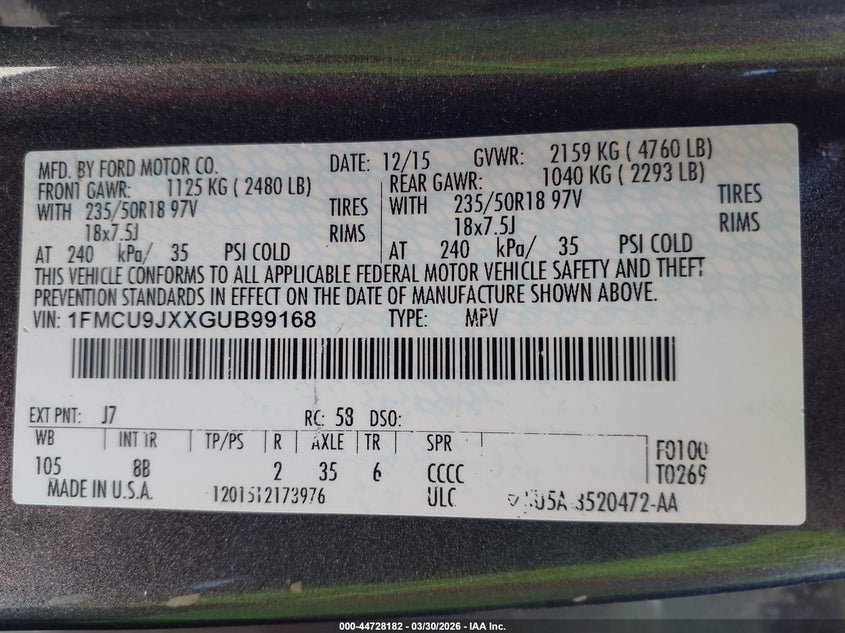 MFD. BY FORD MOTOR CO. DATE: 12/15 GVWR: 2159 KG ( 4760 LB)
FRONT GAWR: 1125 KG ( 2480 LB) REAR GAWR: 1040 KG ( 2293 LB)
WITH 235/50R18 97V TIRES WITH 235/50R18 97V TIRES
18x7.5J RIMS 18x7.5J RIMS
AT 240 kPa/ 35 PSI COLD AT 240 kPa/ 35 PSI COLD
THIS VEHICLE CONFORMS TO ALL APPLICABLE FEDERAL MOTOR VEHICLE SAFETY AND THEFT
PREVENTION STANDARDS IN EFFECT ON THE DATE OF MANUFACTURE SHOWN ABOVE.
VIN: 1FMCU9JXXGUB99168 TYPE: MPV
EXT PNT: J7 RC: 58 DSO:
WB INT TR TP/PS R AXLE TR SPR F0100
105 8B 2 35 6 CCCC T0269
MADE IN U.S.A. 1201512173976 ULC 3520472-AA
000-44728182 - 03/30/2026 - IAA Inc.